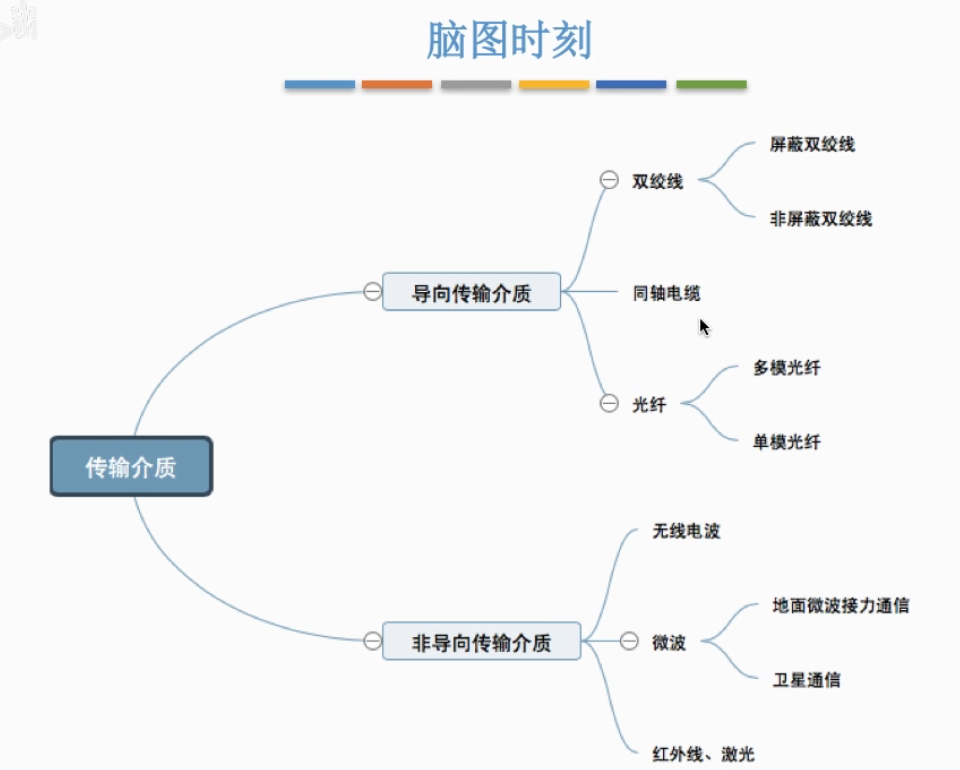 脑图时刻
传输介质
导向传输介质
双绞线
屏蔽双绞线
非屏蔽双绞线
同轴电缆
光纤
多模光纤
单模光纤
非导向传输介质
无线电波
微波
地面微波接力通信
卫星通信
红外线、激光